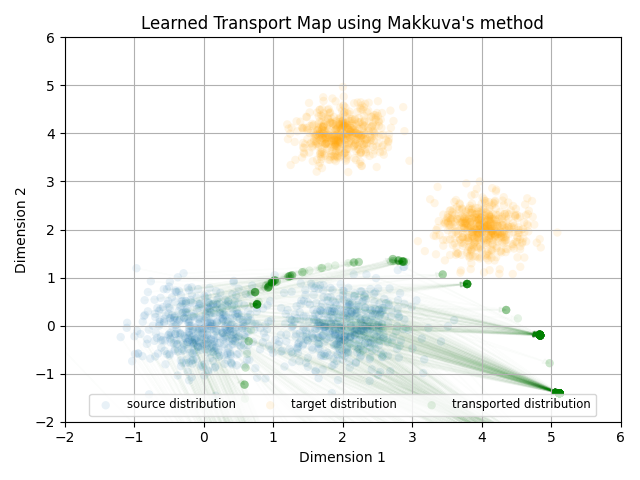 Learned Transport Map using Makkuva's method
6
5
4
3
2
1
0
−1
−2
Dimension 2
source distribution target distribution transported distribution
−2 −1 0 1 2 3 4 5 6
Dimension 1